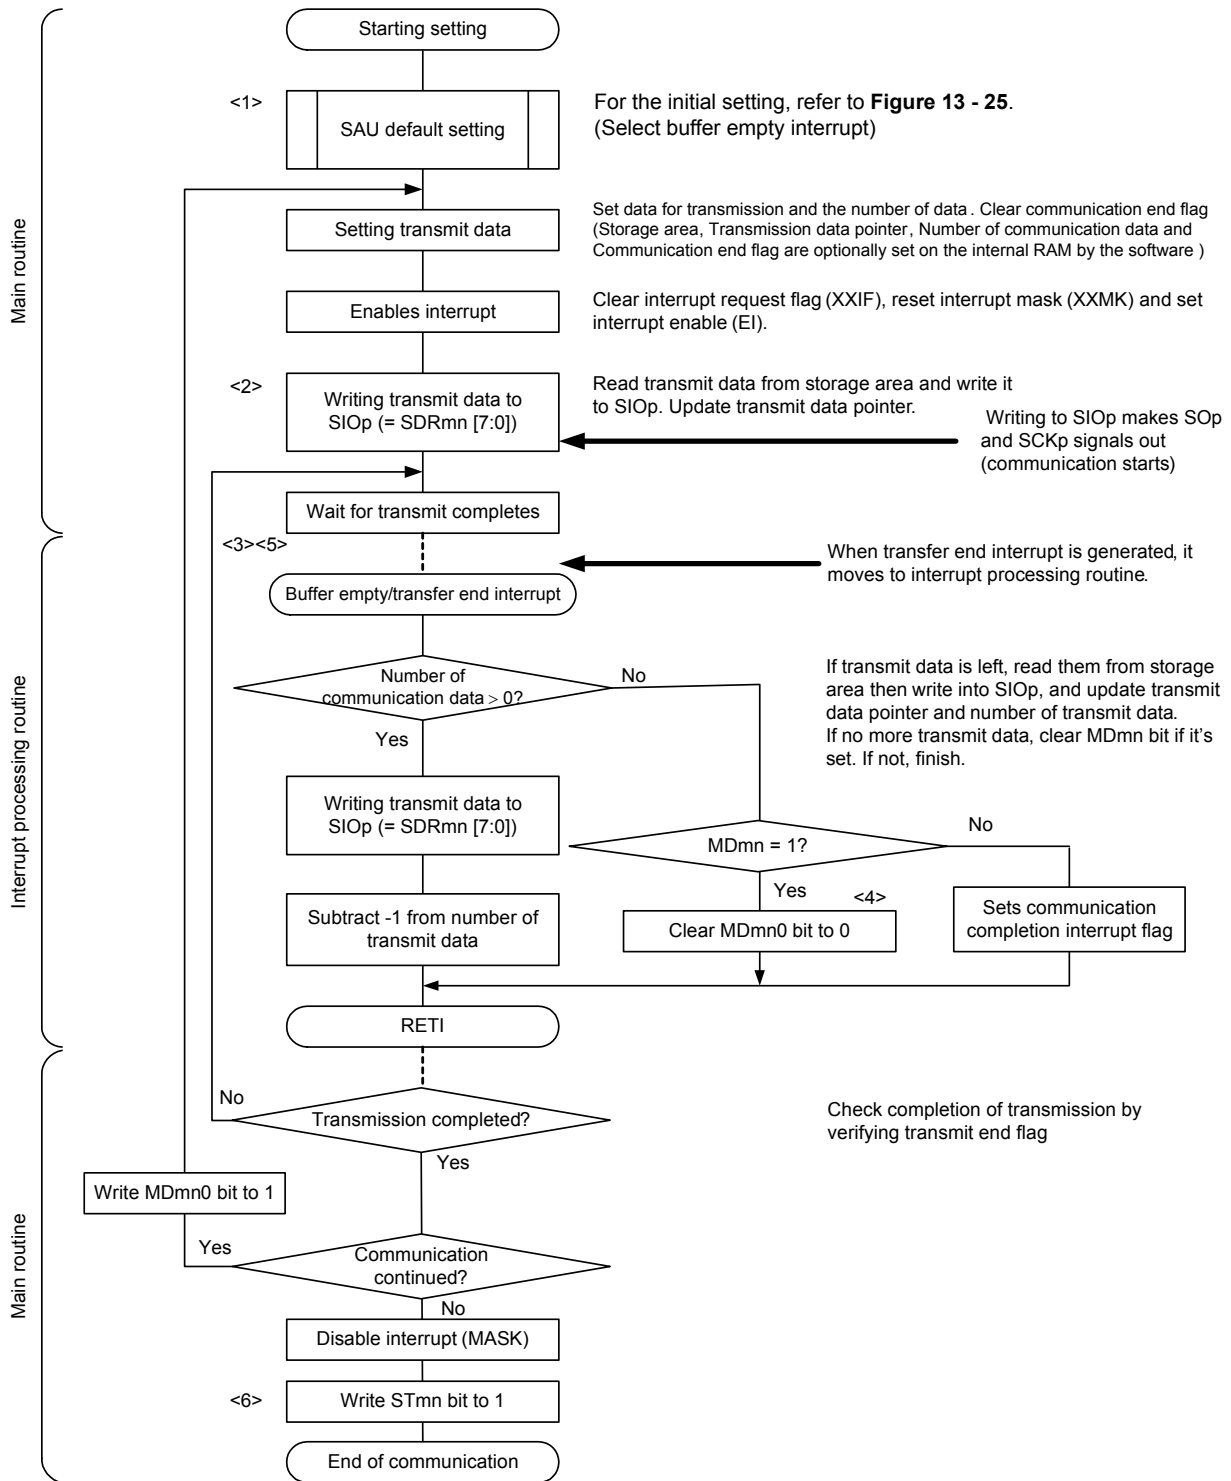 Starting setting
<1>
SAU default setting
For the initial setting, refer to Figure 13 - 25.
(Select buffer empty interrupt)
Main routine
Setting transmit data
Set data for transmission and the number of data. Clear communication end flag
(Storage area, Transmission data pointer, Number of communication data and
Communication end flag are optionally set on the internal RAM by the software )
Enables interrupt
Clear interrupt request flag (XXIF), reset interrupt mask (XXMK) and set
interrupt enable (EI).
<2>
Writing transmit data to
SIOp (= SDRmn [7:0])
Read transmit data from storage area and write it
to SIOp. Update transmit data pointer.
Writing to SIOp makes SOp
and SCKp signals out
(communication starts)
Wait for transmit completes
<3><5>
When transfer end interrupt is generated, it
moves to interrupt processing routine.
Buffer empty/transfer end interrupt
Interrupt processing routine
Number of
communication data > 0?
No
Yes
If transmit data is left, read them from storage
area then write into SIOp, and update transmit
data pointer and number of transmit data.
If no more transmit data, clear MDmn bit if it's
set. If not, finish.
Writing transmit data to
SIOp (= SDRmn [7:0])
MDmn = 1?
No
Yes
<4>
Subtract -1 from number of
transmit data
Clear MDmn0 bit to 0
Sets communication
completion interrupt flag
RETI
No
Transmission completed?
Yes
Check completion of transmission by
verifying transmit end flag
Main routine
Write MDmn0 bit to 1
Yes
Communication
continued?
No
Disable interrupt (MASK)
<6>
Write STmn bit to 1
End of communication